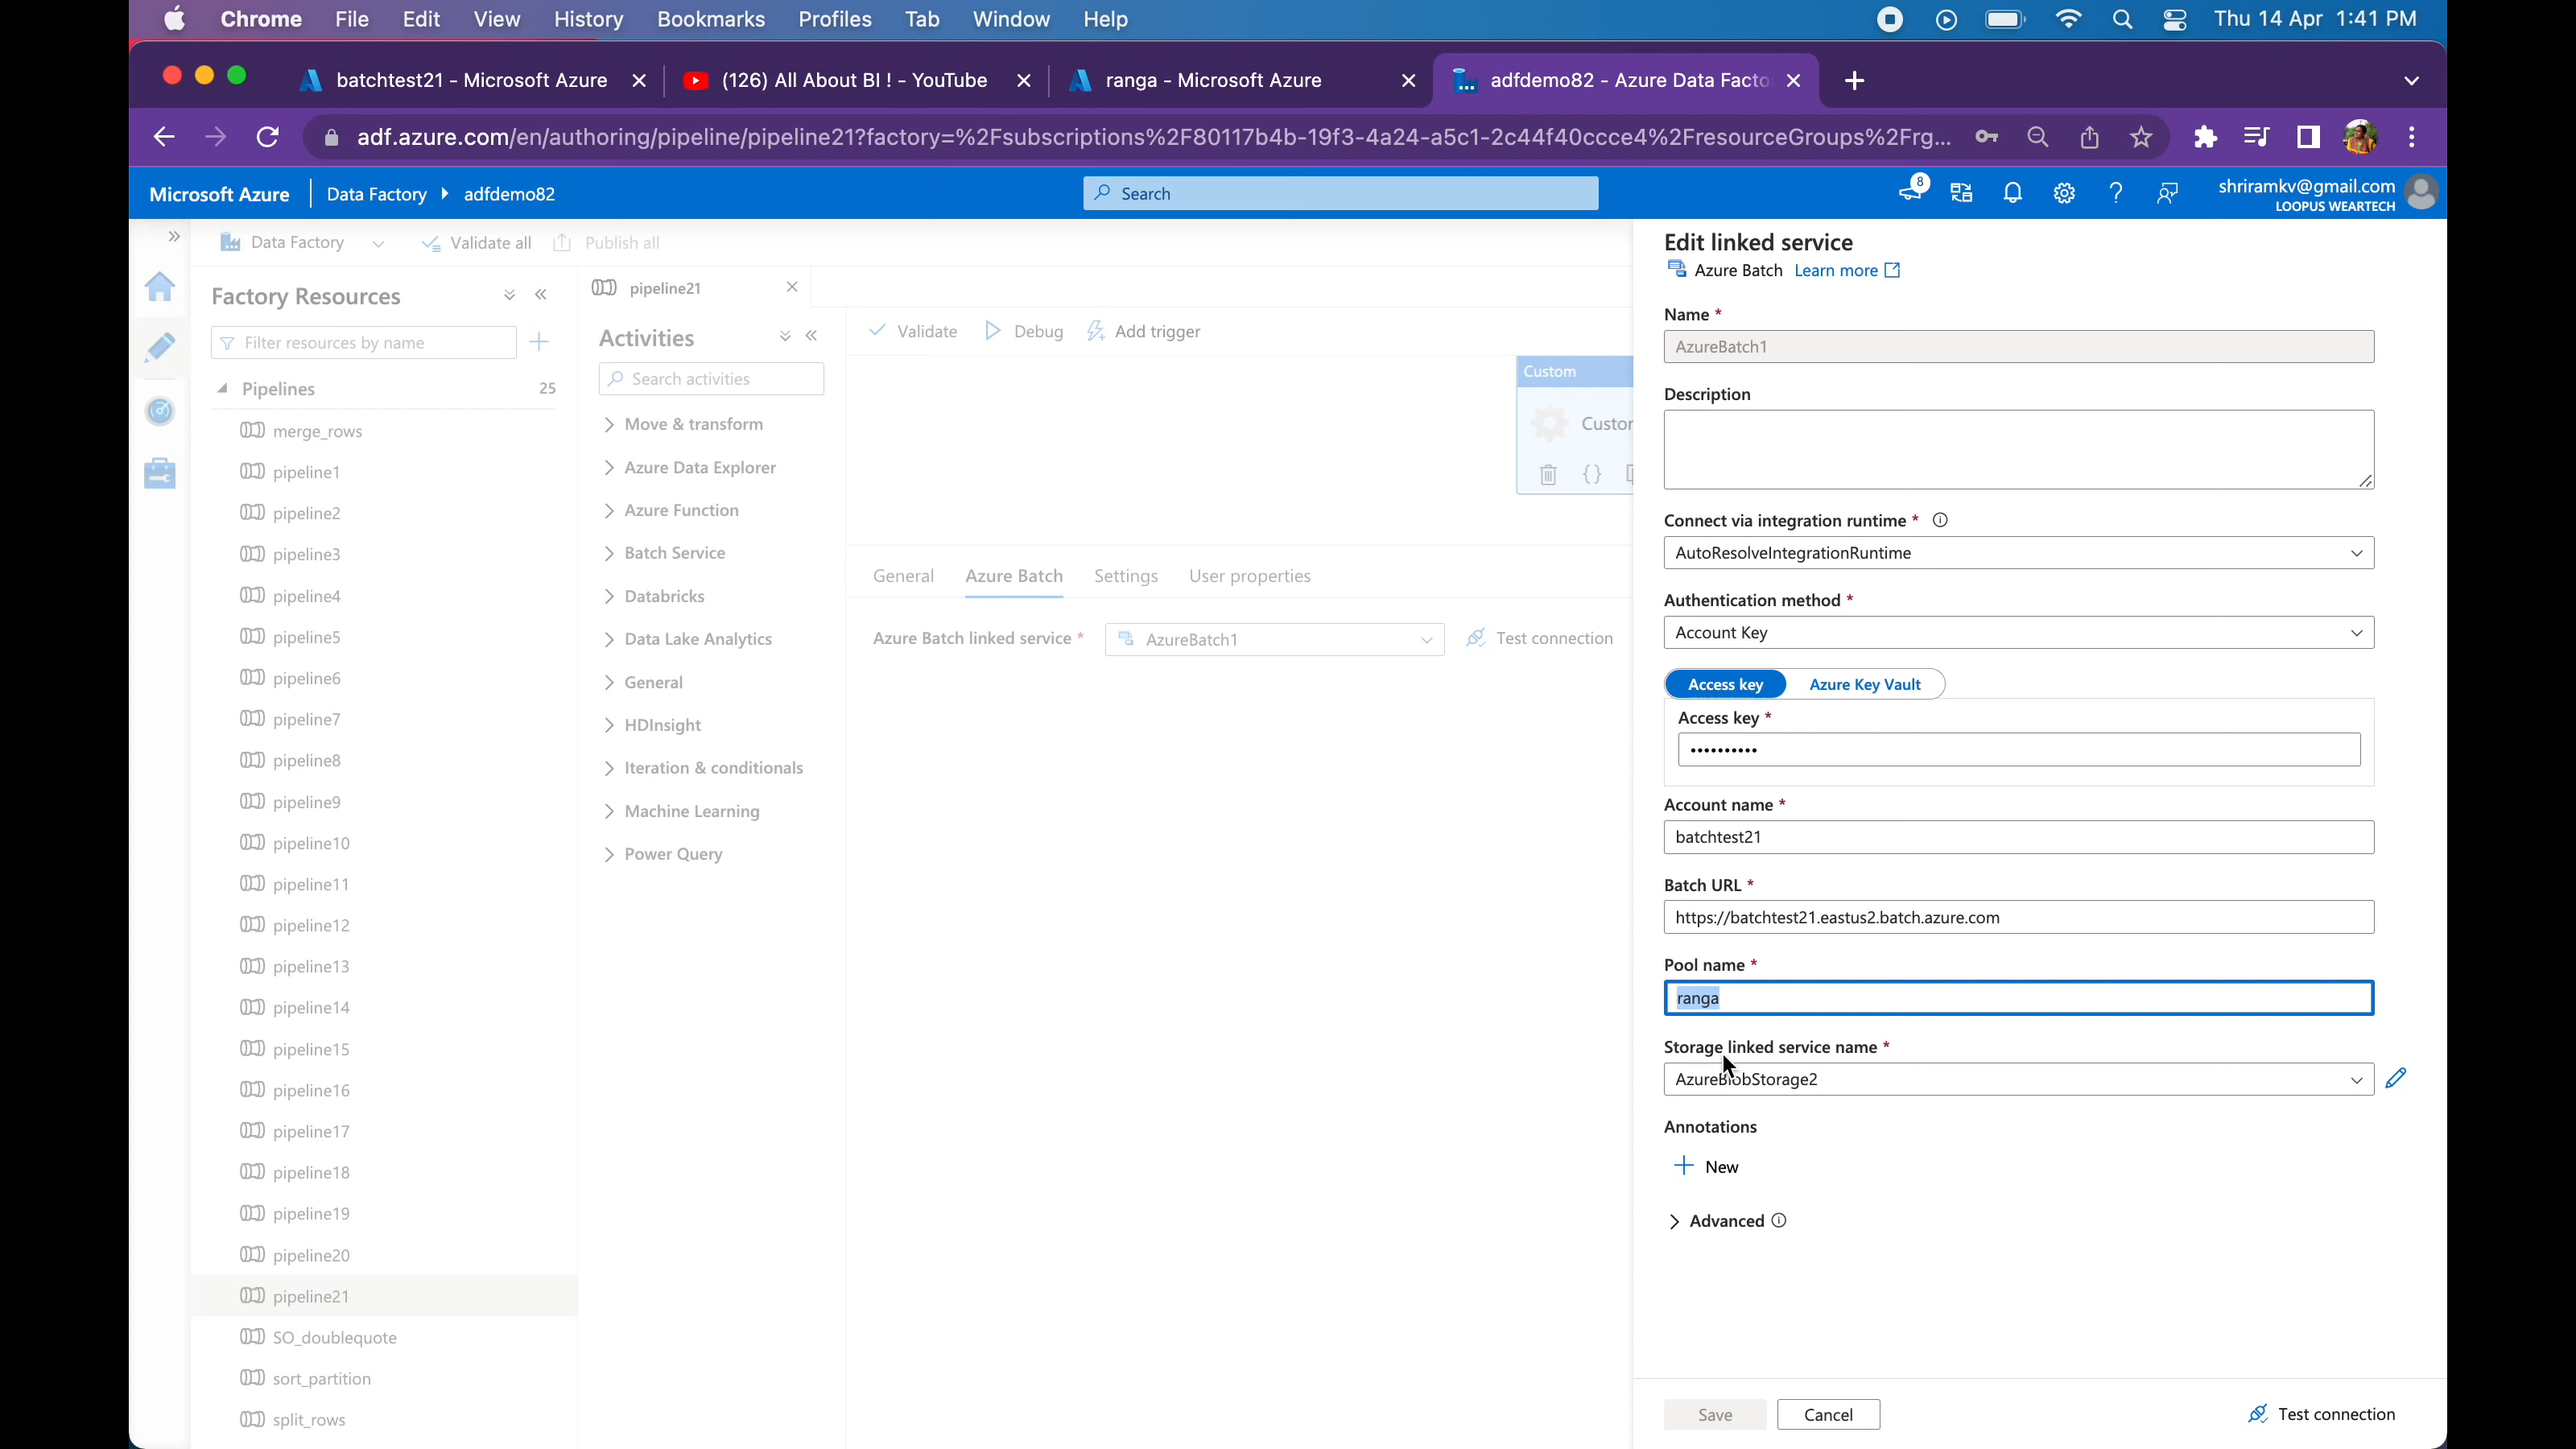 Chrome File Edit View History Bookmarks Profiles Tab Window Help Thu 14 Apr 1:41 PM
batchtest21 - Microsoft Azure (126) All About BI ! - YouTube ranga - Microsoft Azure adfdemo82 - Azure Data Facto
adf.azure.com/en/authoring/pipeline/pipeline21?factory=%2Fsubscriptions%2F80117b4b-19f3-4a24-a5c1-2c44f40ccce4%2FresourceGroups%2Frg...
Microsoft Azure Data Factory adfdemo82 Search 8 shriramkv@gmail.com
LOOPUS WEARTECH
Data Factory Validate all Publish all
Factory Resources
Filter resources by name
Pipelines 25
merge_rows
pipeline1
pipeline2
pipeline3
pipeline4
pipeline5
pipeline6
pipeline7
pipeline8
pipeline9
pipeline10
pipeline11
pipeline12
pipeline13
pipeline14
pipeline15
pipeline16
pipeline17
pipeline18
pipeline19
pipeline20
pipeline21
SO_doublequote
sort_partition
split_rows
pipeline21
Activities
Search activities
Move & transform
Azure Data Explorer
Azure Function
Batch Service
Databricks
Data Lake Analytics
General
HDInsight
Iteration & conditionals
Machine Learning
Power Query
Validate Debug Add trigger
Custom
Custor
General Azure Batch Settings User properties
Azure Batch linked service * AzureBatch1 Test connection
Edit linked service
Azure Batch Learn more
Name *
AzureBatch1
Description
Connect via integration runtime *
AutoResolveIntegrationRuntime
Authentication method *
Account Key
Access key Azure Key Vault
Access key *
••••••••••
Account name *
batchtest21
Batch URL *
https://batchtest21.eastus2.batch.azure.com
Pool name *
ranga
Storage linked service name *
AzureBlobStorage2
Annotations
New
Advanced
Save Cancel Test connection